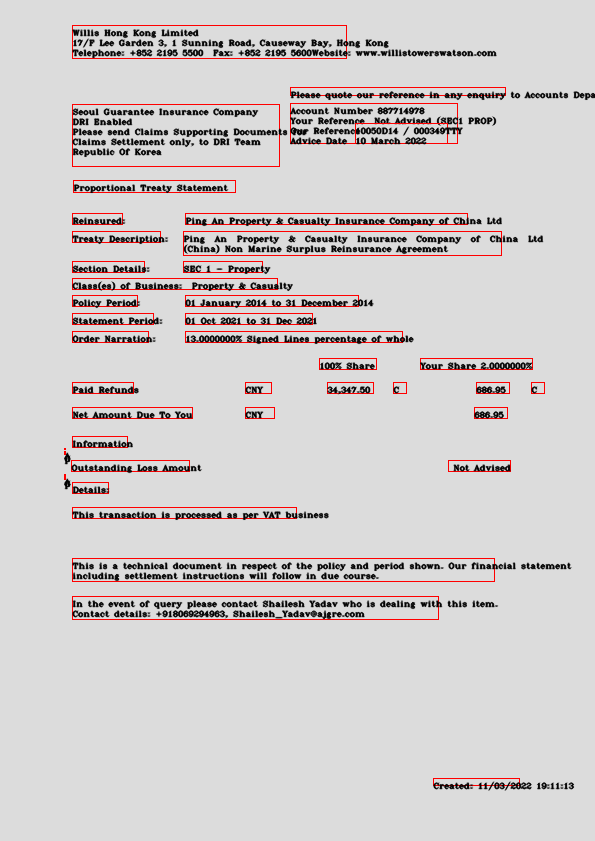 Willis Hong Kong Limited
17/F Lee Garden 3, 1 Sunning Road, Causeway Bay, Hong Kong
Telephone: +852 2195 5500 Fax: +852 2195 5600Website: www.willistowerswatson.com
Please quote our reference in any enquiry to Accounts Depa
Seoul Guarantee Insurance Company
DRI Enabled
Please send Claims Supporting Documents for
Claims Settlement only, to DRI Team
Republic Of Korea
Account Number 887714978
Your Reference Not Advised (SEC1 PROP)
Our Reference 10050D14 / 000349TTY
Advice Date 10 March 2022
Proportional Treaty Statement
Reinsured: Ping An Property & Casualty Insurance Company of China Ltd
Treaty Description: Ping An Property & Casualty Insurance Company of China Ltd
(China) Non Marine Surplus Reinsurance Agreement
Section Details: SEC 1 - Property
Class(es) of Business: Property & Casualty
Policy Period: 01 January 2014 to 31 December 2014
Statement Period: 01 Oct 2021 to 31 Dec 2021
Order Narration: 13.0000000% Signed Lines percentage of whole
100% Share Your Share 2.0000000%
Paid Refunds CNY 34,347.50 C 686.95 C
Net Amount Due To You CNY 686.95
Information
Outstanding Loss Amount Not Advised
Details:
This transaction is processed as per VAT business
This is a technical document in respect of the policy and period shown. Our financial statement
including settlement instructions will follow in due course.
In the event of query please contact Shailesh Yadav who is dealing with this item.
Contact details: +918069294963, Shailesh_Yadav@ajgre.com
Created: 11/03/2022 19:11:13